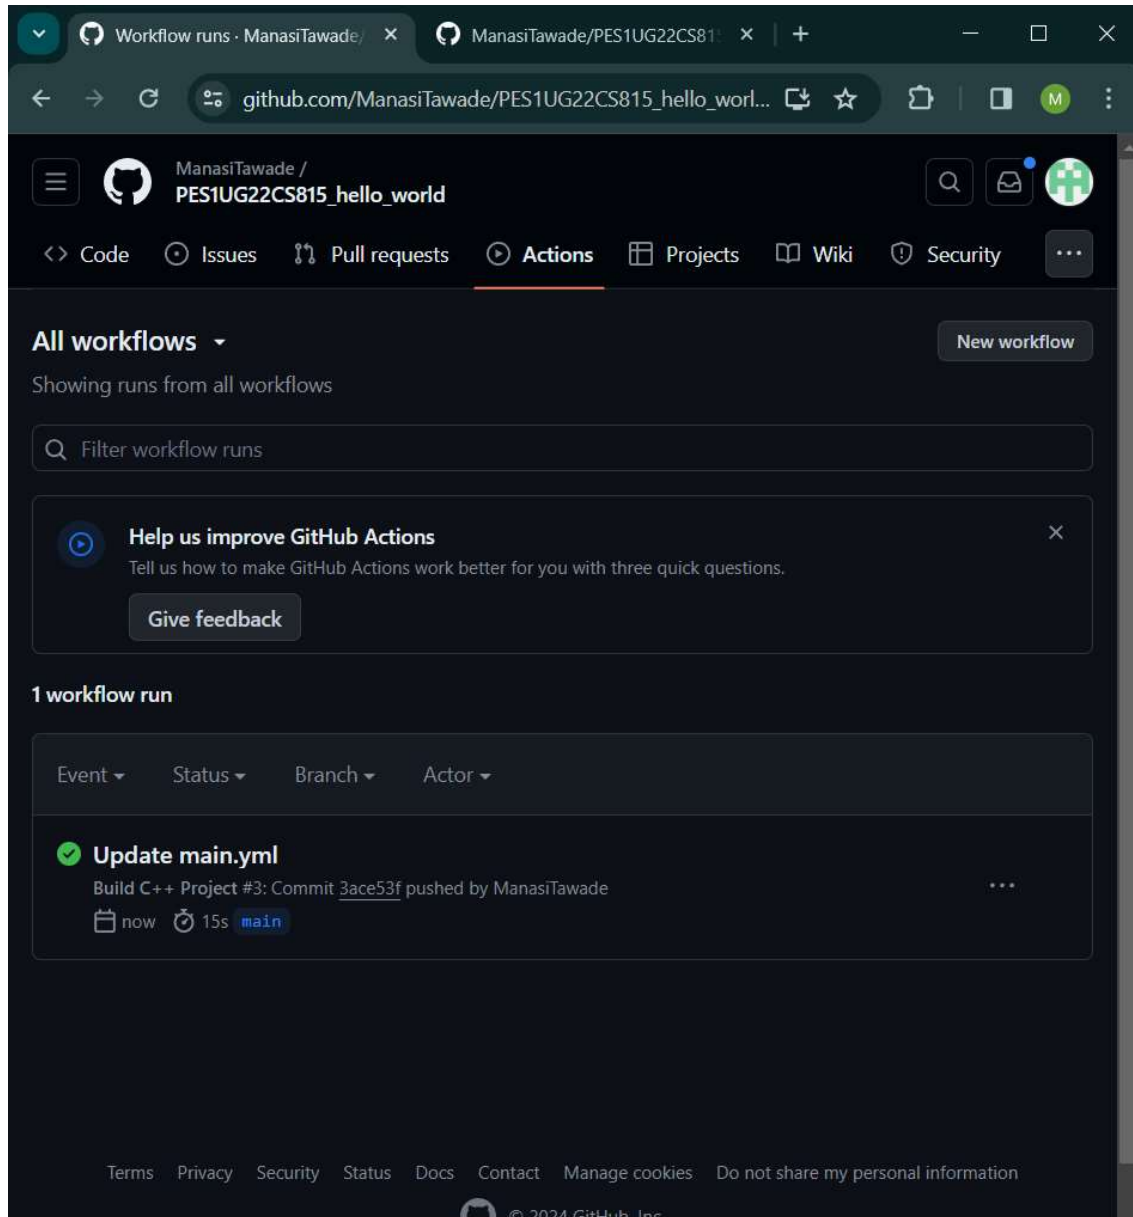 Workflow runs · ManasiTawade/ ManasiTawade/PES1UG22CS815
github.com/ManasiTawade/PES1UG22CS815_hello_worl... M
ManasiTawade /
PES1UG22CS815_hello_world
Code Issues Pull requests Actions Projects Wiki Security
All workflows New workflow
Showing runs from all workflows
Filter workflow runs
Help us improve GitHub Actions
Tell us how to make GitHub Actions work better for you with three quick questions.
Give feedback
1 workflow run
Event Status Branch Actor
Update main.yml
Build C++ Project #3: Commit 3ace53f pushed by ManasiTawade
now 15s main
Terms Privacy Security Status Docs Contact Manage cookies Do not share my personal information
© 2024 GitHub, Inc.